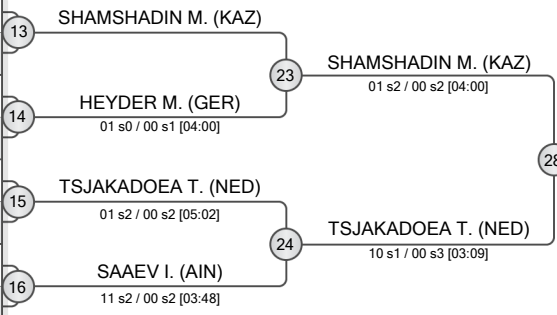 13
SHAMSHADIN M. (KAZ)
23
SHAMSHADIN M. (KAZ)
01 s2 / 00 s2 [04:00]
14
HEYDER M. (GER)
01 s0 / 00 s1 [04:00]
28
15
TSJAKADOEA T. (NED)
01 s2 / 00 s2 [05:02]
24
TSJAKADOEA T. (NED)
10 s1 / 00 s3 [03:09]
16
SAAEV I. (AIN)
11 s2 / 00 s2 [03:48]